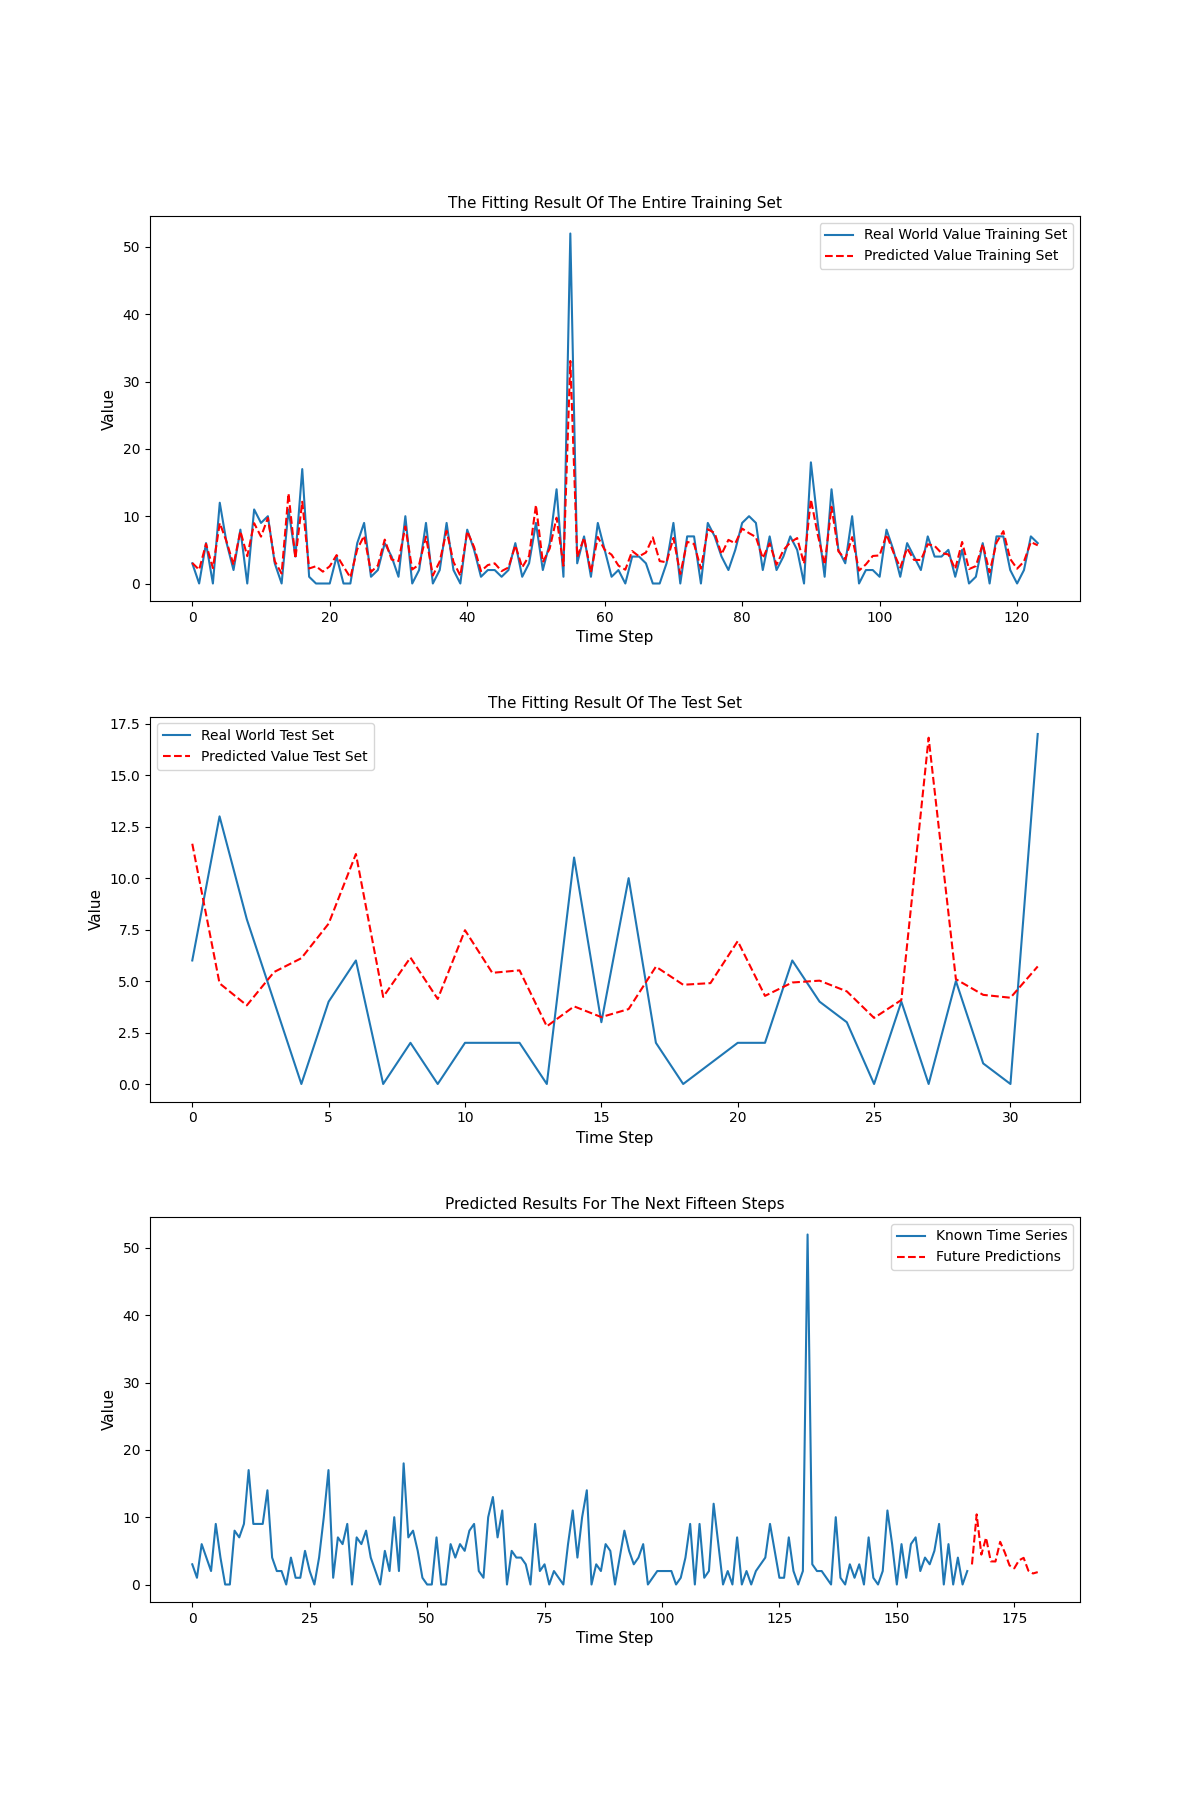 The Fitting Result Of The Entire Training Set
50
40
30
20
10
0
Value
Real World Value Training Set
Predicted Value Training Set
0 20 40 60 80 100 120
Time Step
The Fitting Result Of The Test Set
17.5
15.0
12.5
10.0
7.5
5.0
2.5
0.0
Value
Real World Test Set
Predicted Value Test Set
0 5 10 15 20 25 30
Time Step
Predicted Results For The Next Fifteen Steps
50
40
30
20
10
0
Value
Known Time Series
Future Predictions
0 25 50 75 100 125 150 175
Time Step